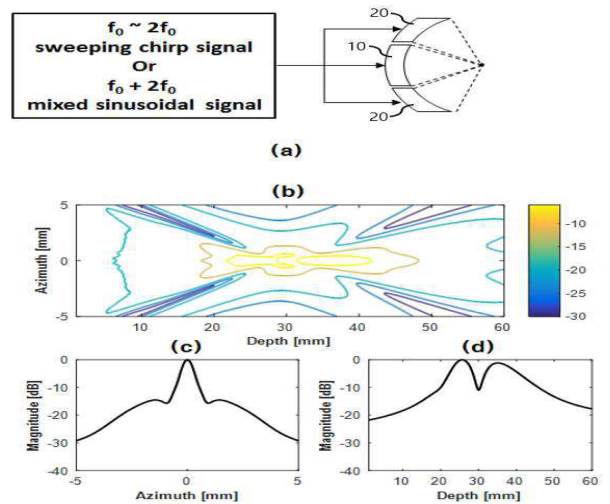 f₀ ~ 2f₀
sweeping chirp signal
Or
f₀ + 2f₀
mixed sinusoidal signal
20
10
20
(a)
(b)
Azimuth [mm]
5
0
-5
10
20
30
40
50
60
Depth [mm]
-10
-15
-20
-25
-30
(c)
Magnitude [dB]
0
-10
-20
-30
-40
-5
0
5
Azimuth [mm]
(d)
Magnitude [dB]
0
-10
-20
-30
-40
10
20
30
40
50
60
Depth [mm]